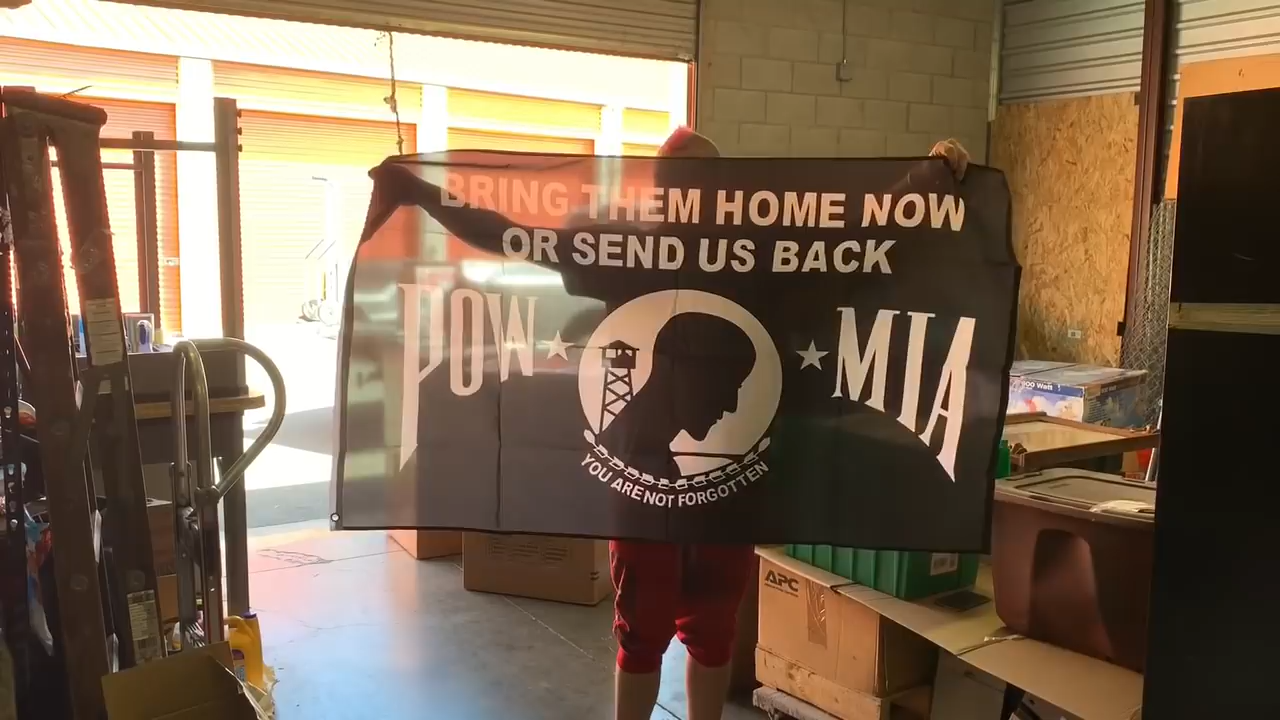 BRING THEM HOME NOW
OR SEND US BACK
POW ★ ★ MIA
YOU ARE NOT FORGOTTEN
APC